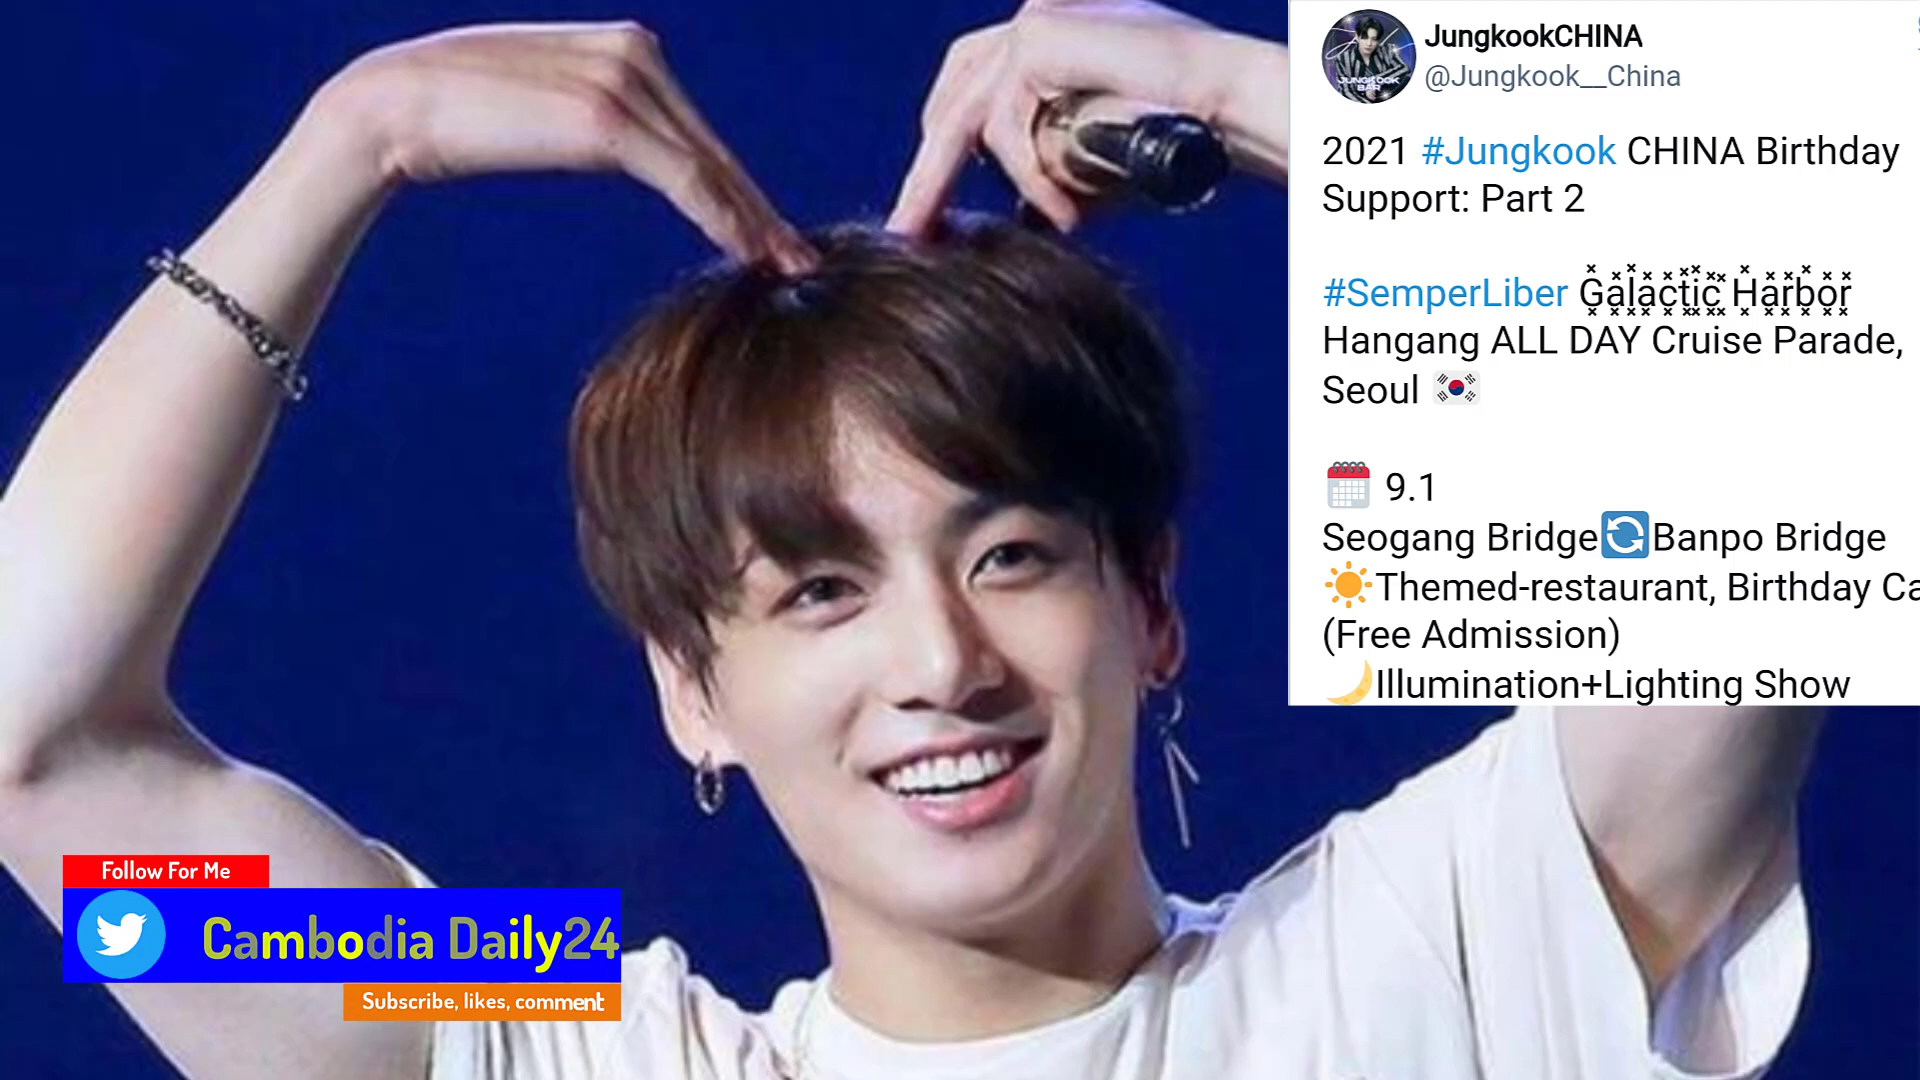 JungkookCHINA
@Jungkook__China
2021 #Jungkook CHINA Birthday
Support: Part 2
#SemperLiber Galactic Harbor
Hangang ALL DAY Cruise Parade,
Seoul 🇰🇷
🗓 9.1
Seogang Bridge🔄Banpo Bridge
☀️Themed-restaurant, Birthday Ca
(Free Admission)
🌙Illumination+Lighting Show
Follow For Me
Cambodia Daily24
Subscribe, likes, comment